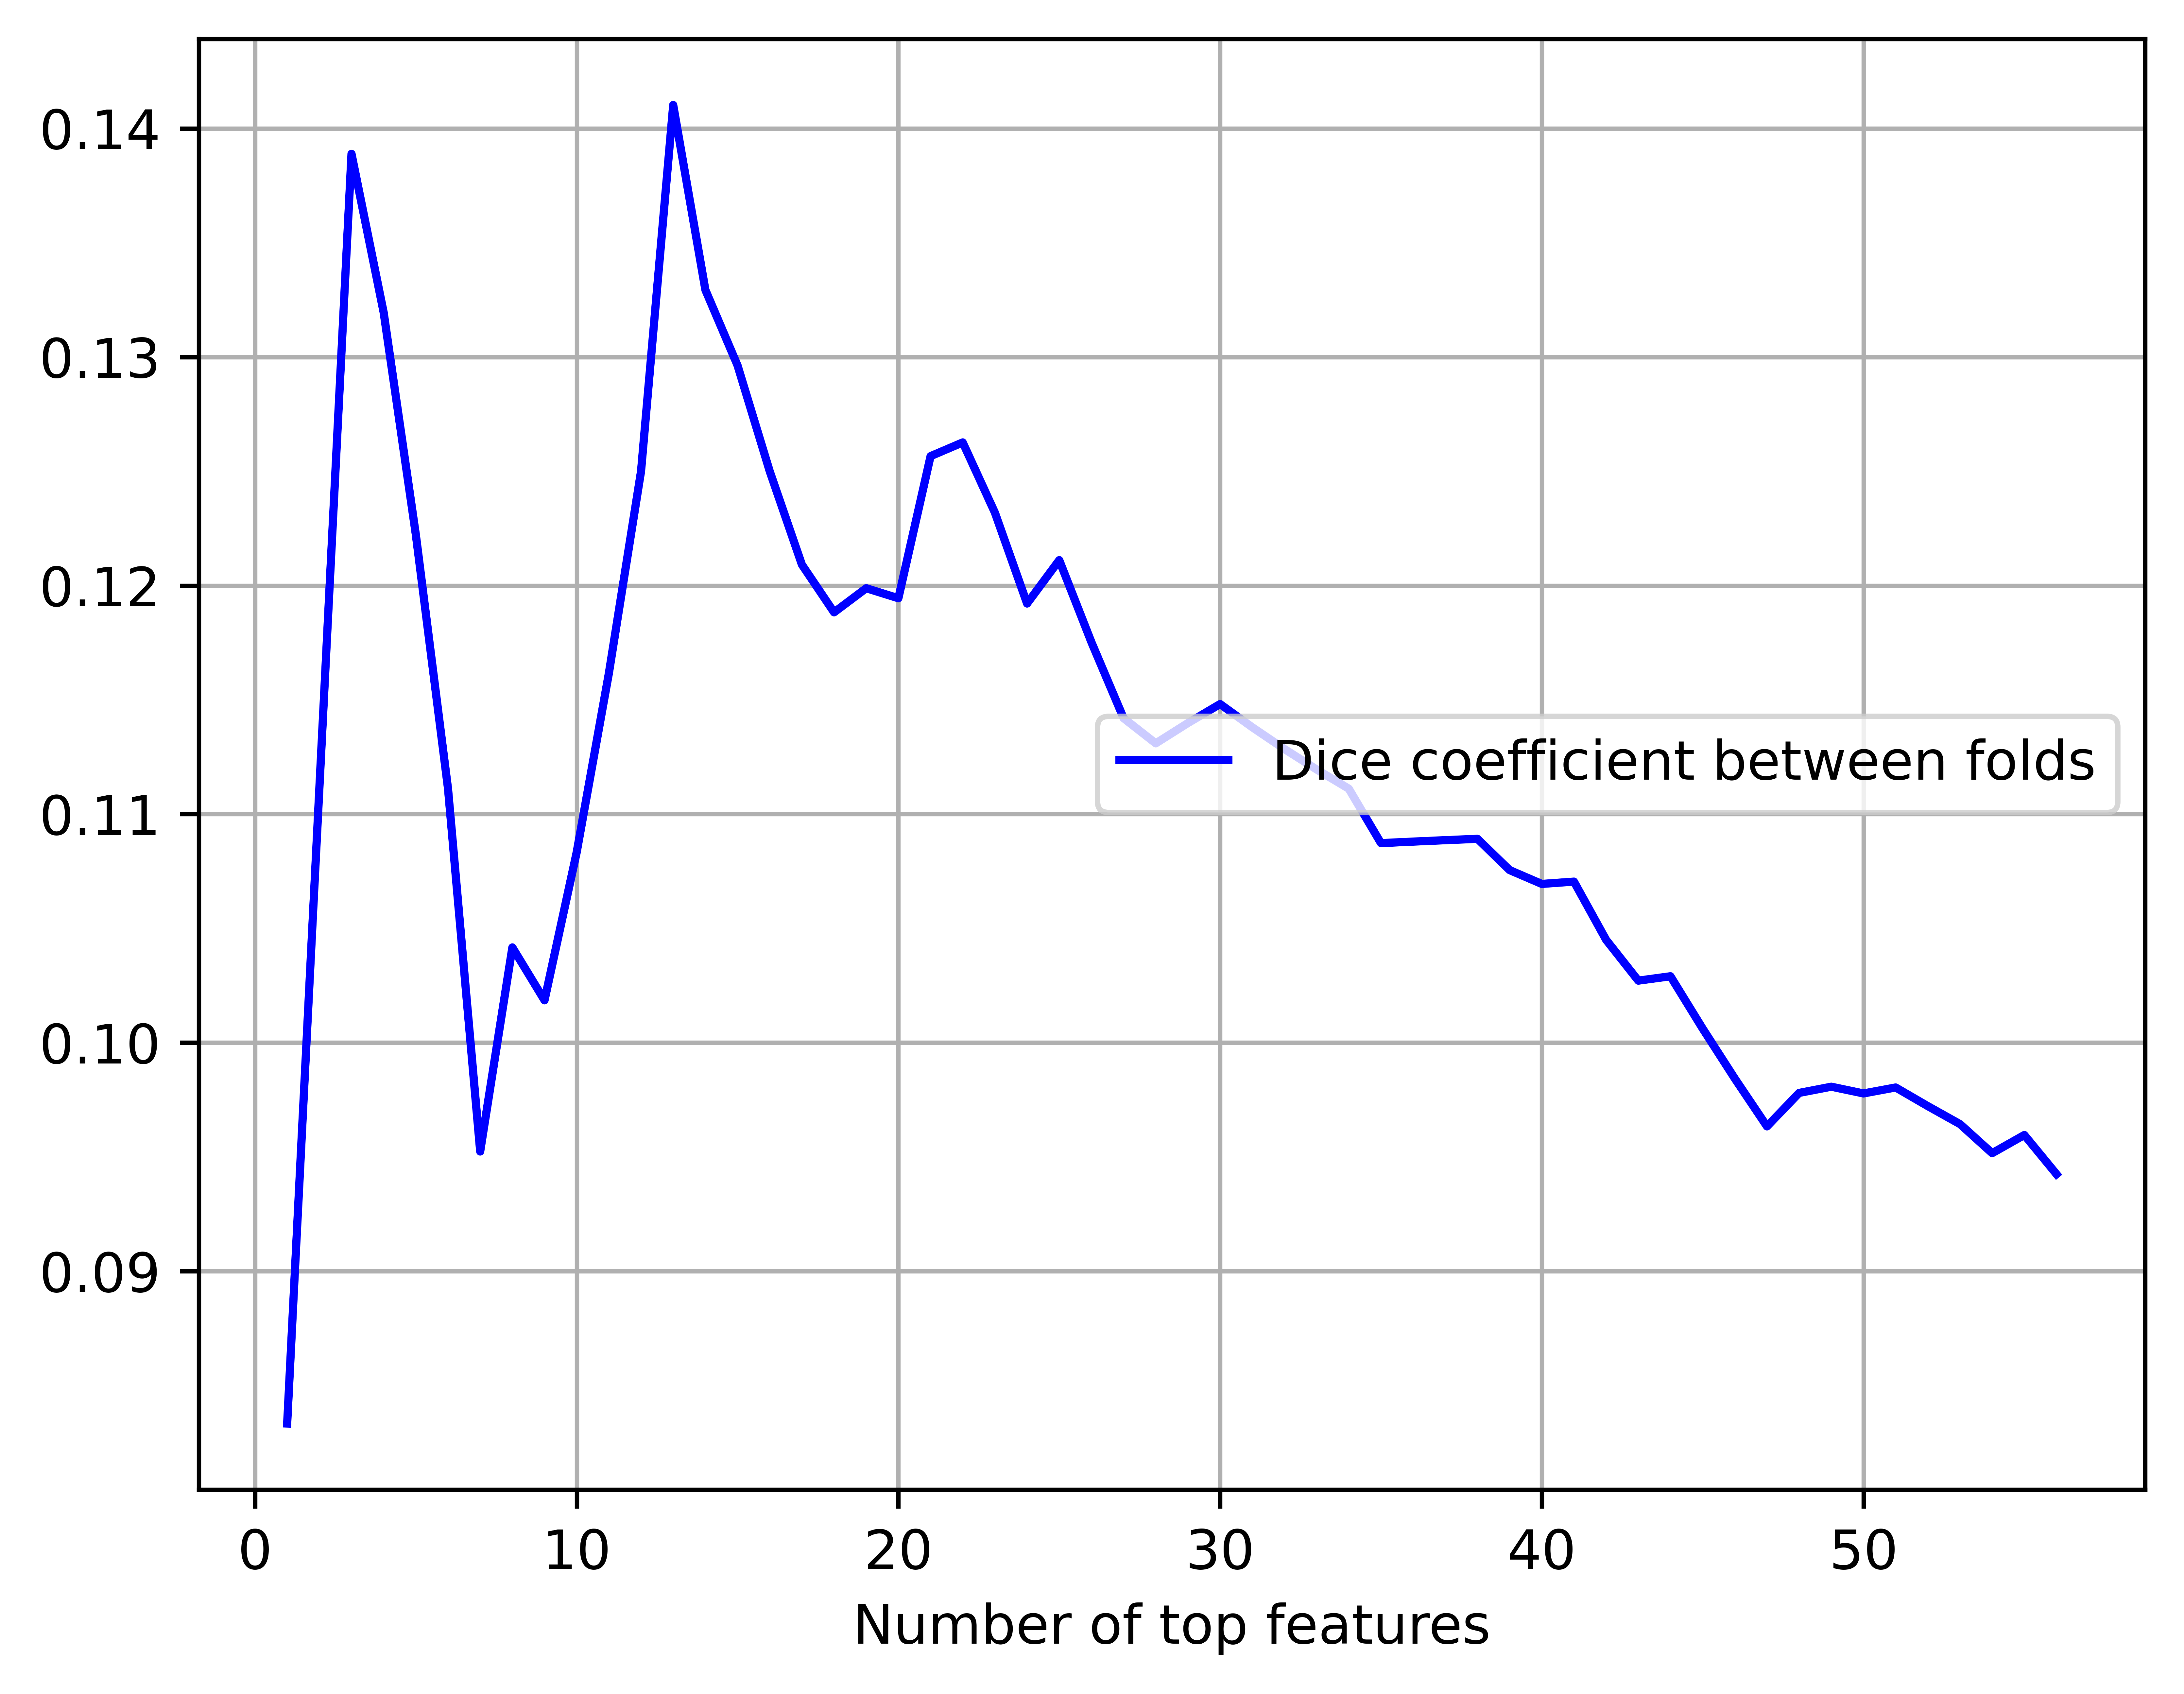 0.14
0.13
0.12
0.11
0.10
0.09
Dice coefficient between folds
0 10 20 30 40 50
Number of top features